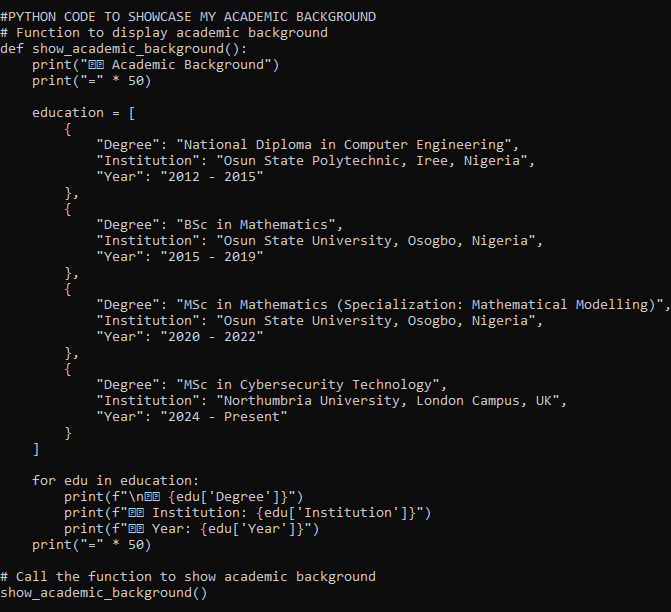 #PYTHON CODE TO SHOWCASE MY ACADEMIC BACKGROUND
# Function to display academic background
def show_academic_background():
    print("�� Academic Background")
    print("=" * 50)

    education = [
        {
            "Degree": "National Diploma in Computer Engineering",
            "Institution": "Osun State Polytechnic, Iree, Nigeria",
            "Year": "2012 - 2015"
        },
        {
            "Degree": "BSc in Mathematics",
            "Institution": "Osun State University, Osogbo, Nigeria",
            "Year": "2015 - 2019"
        },
        {
            "Degree": "MSc in Mathematics (Specialization: Mathematical Modelling)",
            "Institution": "Osun State University, Osogbo, Nigeria",
            "Year": "2020 - 2022"
        },
        {
            "Degree": "MSc in Cybersecurity Technology",
            "Institution": "Northumbria University, London Campus, UK",
            "Year": "2024 - Present"
        }
    ]

    for edu in education:
        print(f"\n�� {edu['Degree']}")
        print(f"�� Institution: {edu['Institution']}")
        print(f"�� Year: {edu['Year']}")
    print("=" * 50)

# Call the function to show academic background
show_academic_background()